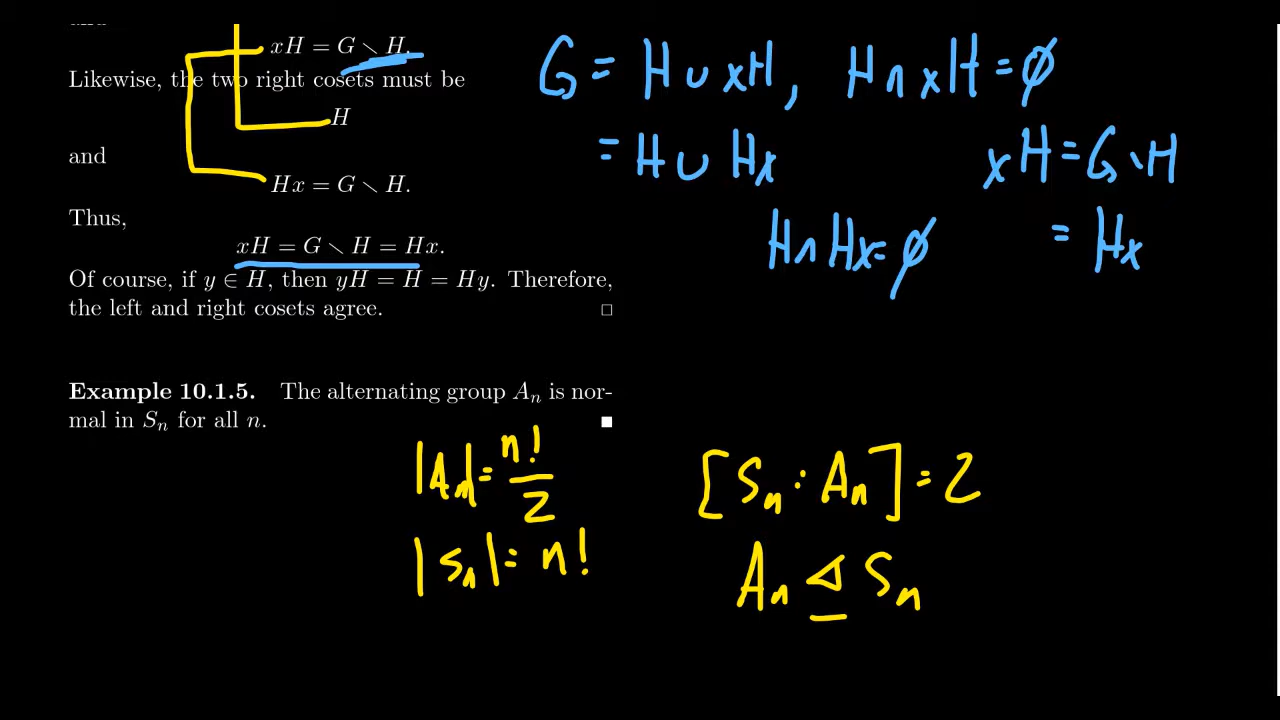 and
xH = G ∖ H.
Likewise, the two right cosets must be
H
and
Hx = G ∖ H.
Thus,
xH = G ∖ H = Hx.
Of course, if y ∈ H, then yH = H = Hy. Therefore,
the left and right cosets agree. □
G = H ∪ xH, H ∩ xH = ∅
= H ∪ Hx
xH = G ∖ H
H ∩ Hx = ∅
= Hx
Example 10.1.5. The alternating group Aₙ is nor-
mal in Sₙ for all n. ■
|Aₙ| = n!/2
|Sₙ| = n!
[Sₙ : Aₙ] = 2
Aₙ ⊴ Sₙ